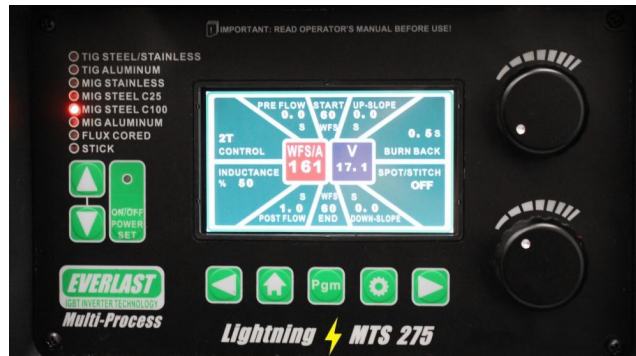 IMPORTANT: READ OPERATOR'S MANUAL BEFORE USE!
TIG STEEL/STAINLESS
TIG ALUMINUM
MIG STAINLESS
MIG STEEL C25
MIG STEEL C100
MIG ALUMINUM
FLUX CORED
STICK
ON/OFF
POWER
SET
PRE FLOW START UP-SLOPE
0.0 60 0.0
S WFS S
2T
CONTROL
WFS/A
161
V
17.1
0.5 S
BURN BACK
INDUCTANCE
% 50
SPOT/STITCH
OFF
S WFS S
1.0 60 0.0
POST FLOW END DOWN-SLOPE
EVERLAST
IGBT INVERTER TECHNOLOGY
Multi-Process
Pgm
Lightning MTS 275